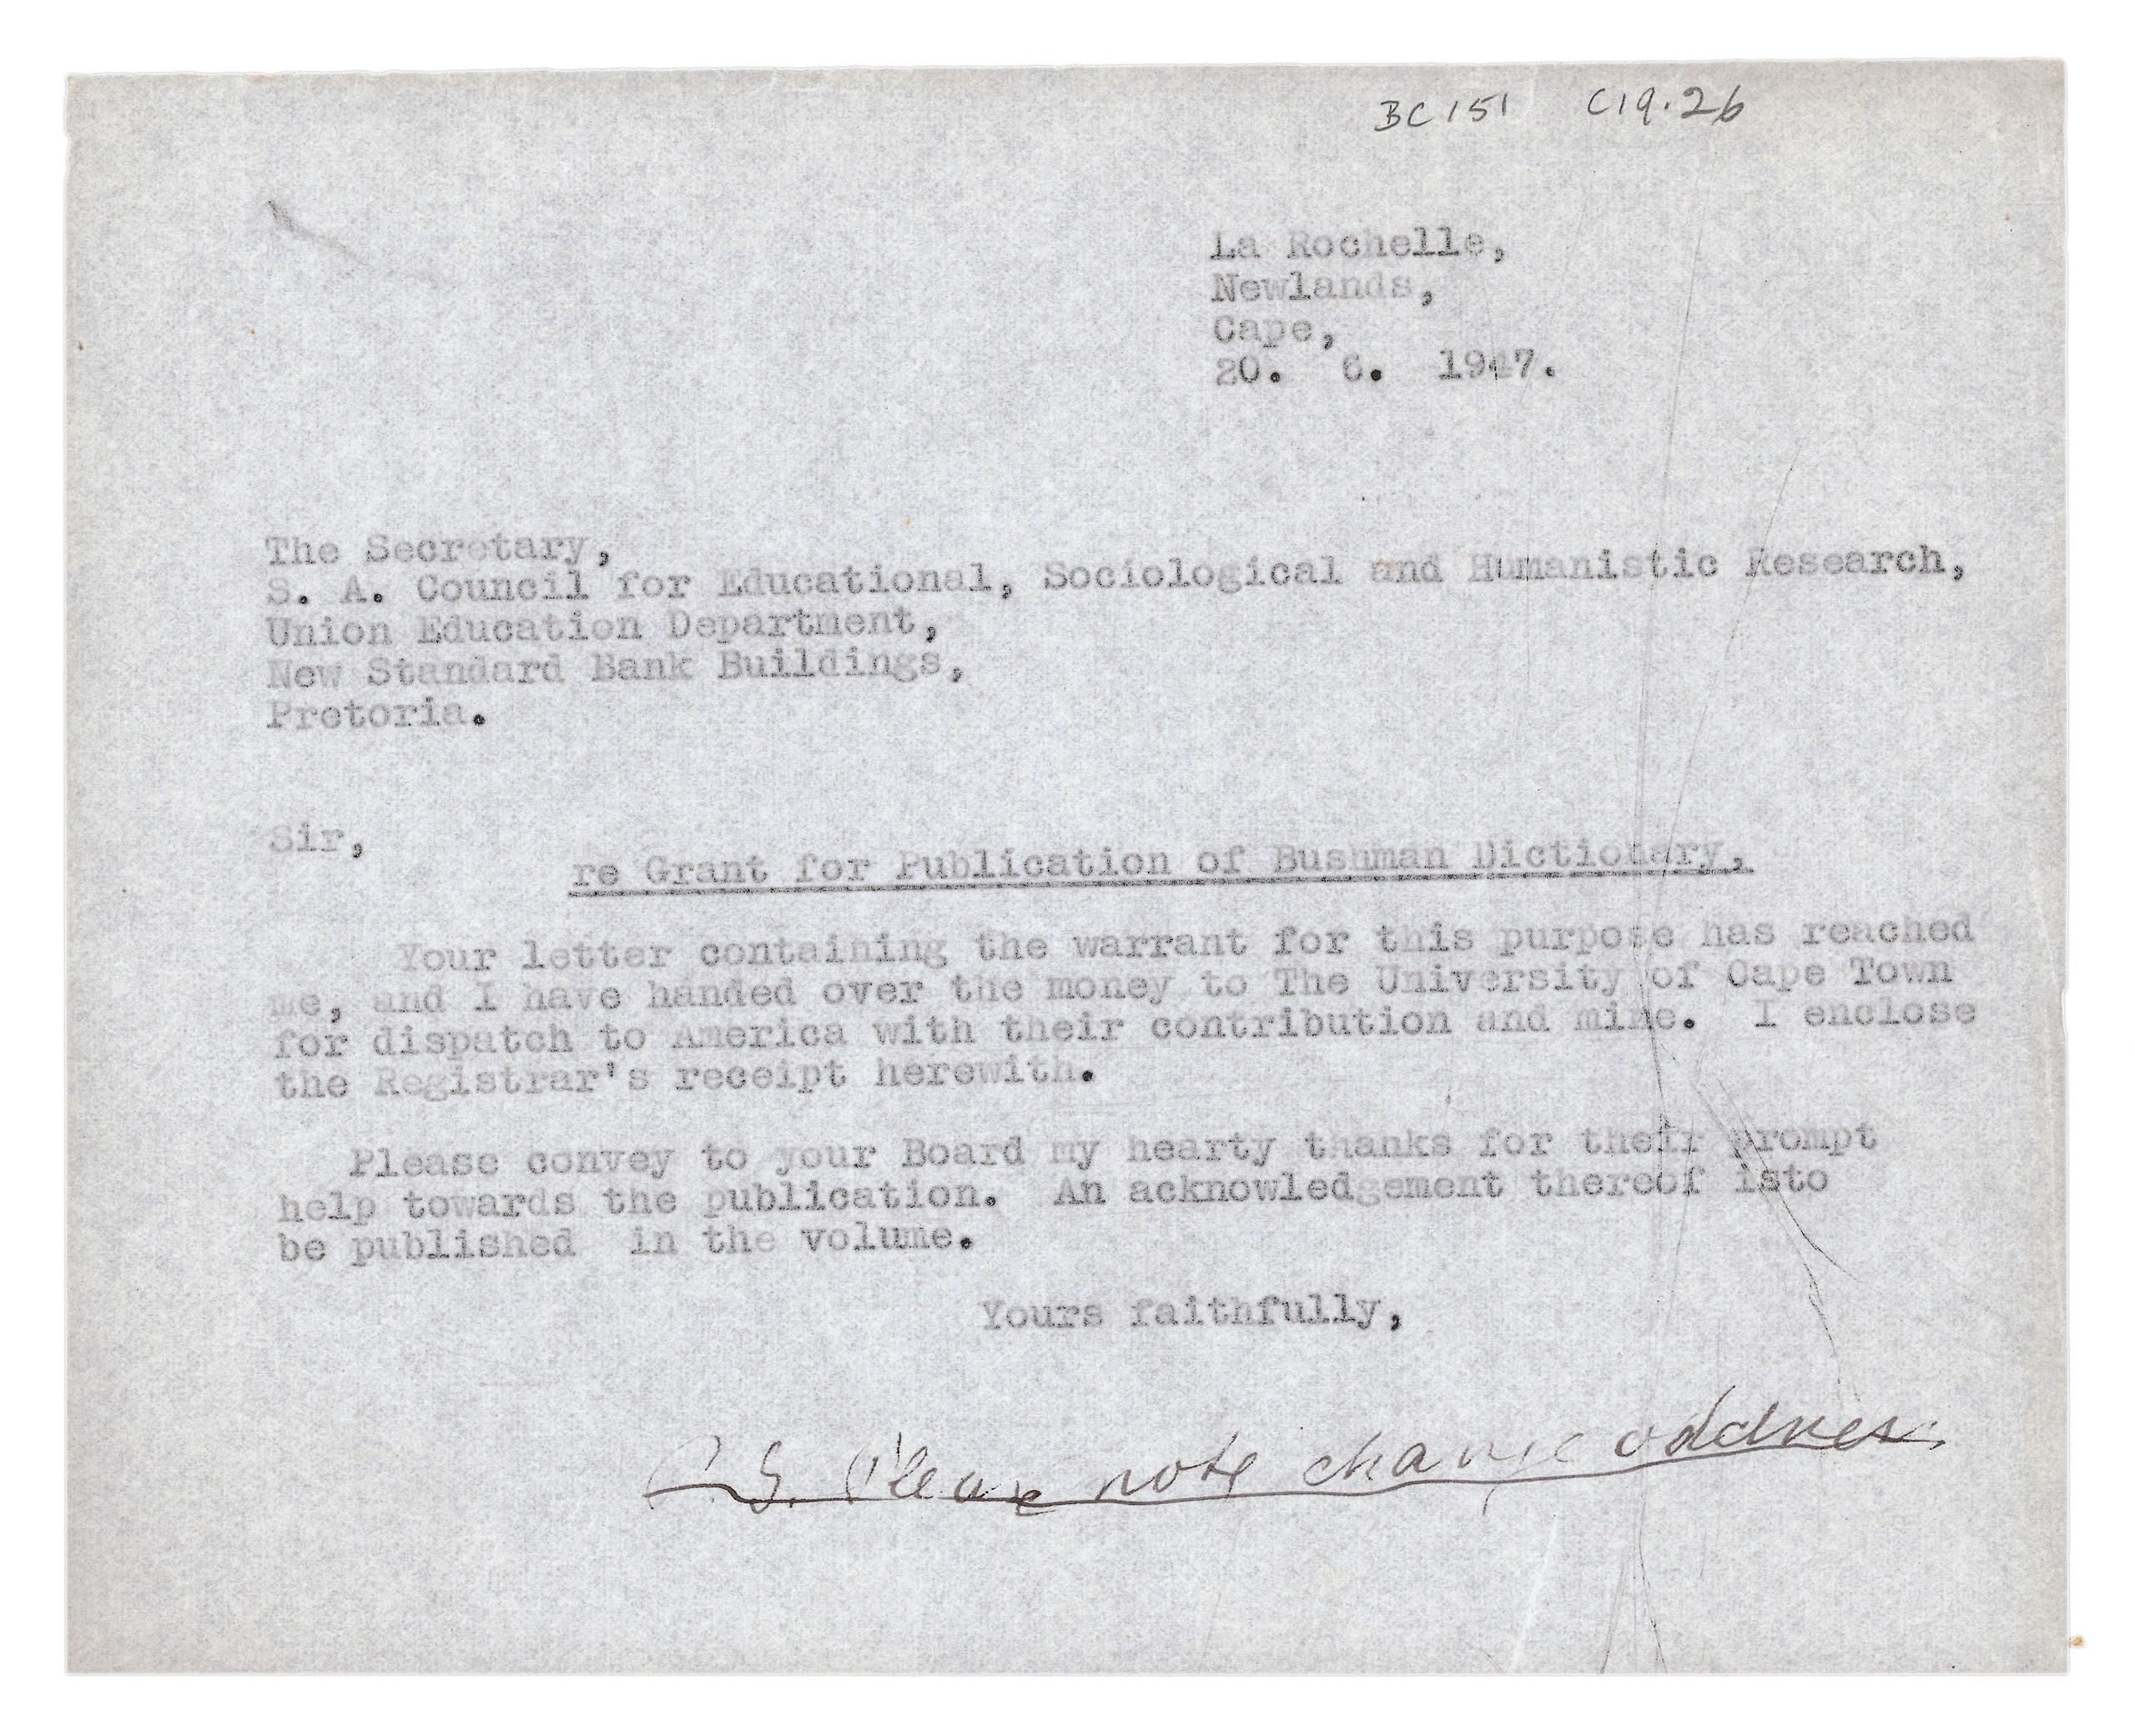 BC 151 C19.26
La Rochelle,
Newlands,
Cape,
20. 6. 1947.
The Secretary,
S. A. Council for Educational, Sociological and Humanistic Research,
Union Education Department,
New Standard Bank Buildings,
Pretoria.
Sir,
re Grant for Publication of Bushman Dictionary,
Your letter containing the warrant for this purpose has reached
me, and I have handed over the money to The University of Cape Town
for dispatch to America with their contribution and mine. I enclose
the Registrar's receipt herewith.
Please convey to your Board my hearty thanks for their prompt
help towards the publication. An acknowledgement thereof isto
be published in the volume.
Yours faithfully,
P.S. Please note change address.